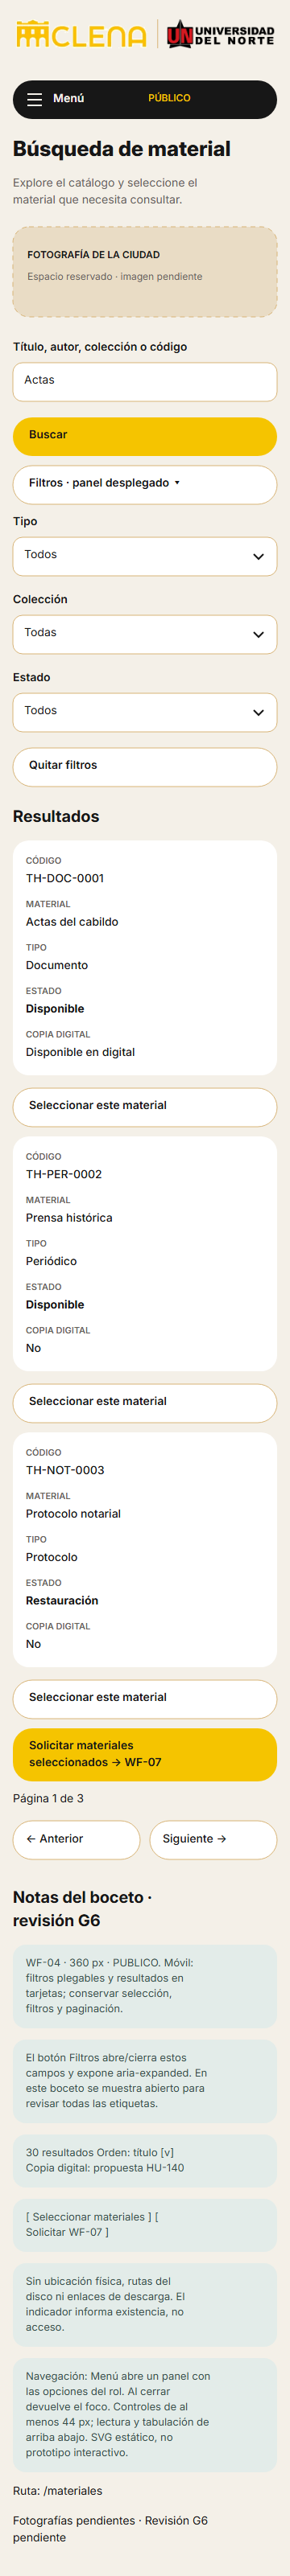 CLENA
UNIVERSIDAD
DEL NORTE
UN
Menú
PÚBLICO
Búsqueda de material
Explore el catálogo y seleccione el
material que necesita consultar.
FOTOGRAFÍA DE LA CIUDAD
Espacio reservado · imagen pendiente
Título, autor, colección o código
Actas
Buscar
Filtros · panel desplegado ▾
Tipo
Todos
Colección
Todas
Estado
Todos
Quitar filtros
Resultados
CÓDIGO
TH-DOC-0001
MATERIAL
Actas del cabildo
TIPO
Documento
ESTADO
Disponible
COPIA DIGITAL
Disponible en digital
Seleccionar este material
CÓDIGO
TH-PER-0002
MATERIAL
Prensa histórica
TIPO
Periódico
ESTADO
Disponible
COPIA DIGITAL
No
Seleccionar este material
CÓDIGO
TH-NOT-0003
MATERIAL
Protocolo notarial
TIPO
Protocolo
ESTADO
Restauración
COPIA DIGITAL
No
Seleccionar este material
Solicitar materiales
seleccionados → WF-07
Página 1 de 3
← Anterior
Siguiente →
Notas del boceto ·
revisión G6
WF-04 · 360 px · PUBLICO. Móvil:
filtros plegables y resultados en
tarjetas; conservar selección,
filtros y paginación.
El botón Filtros abre/cierra estos
campos y expone aria-expanded. En
este boceto se muestra abierto para
revisar todas las etiquetas.
30 resultados Orden: título [v]
Copia digital: propuesta HU-140
[ Seleccionar materiales ] [
Solicitar WF-07 ]
Sin ubicación física, rutas del
disco ni enlaces de descarga. El
indicador informa existencia, no
acceso.
Navegación: Menú abre un panel con
las opciones del rol. Al cerrar
devuelve el foco. Controles de al
menos 44 px; lectura y tabulación de
arriba abajo. SVG estático, no
prototipo interactivo.
Ruta: /materiales
Fotografías pendientes · Revisión G6
pendiente